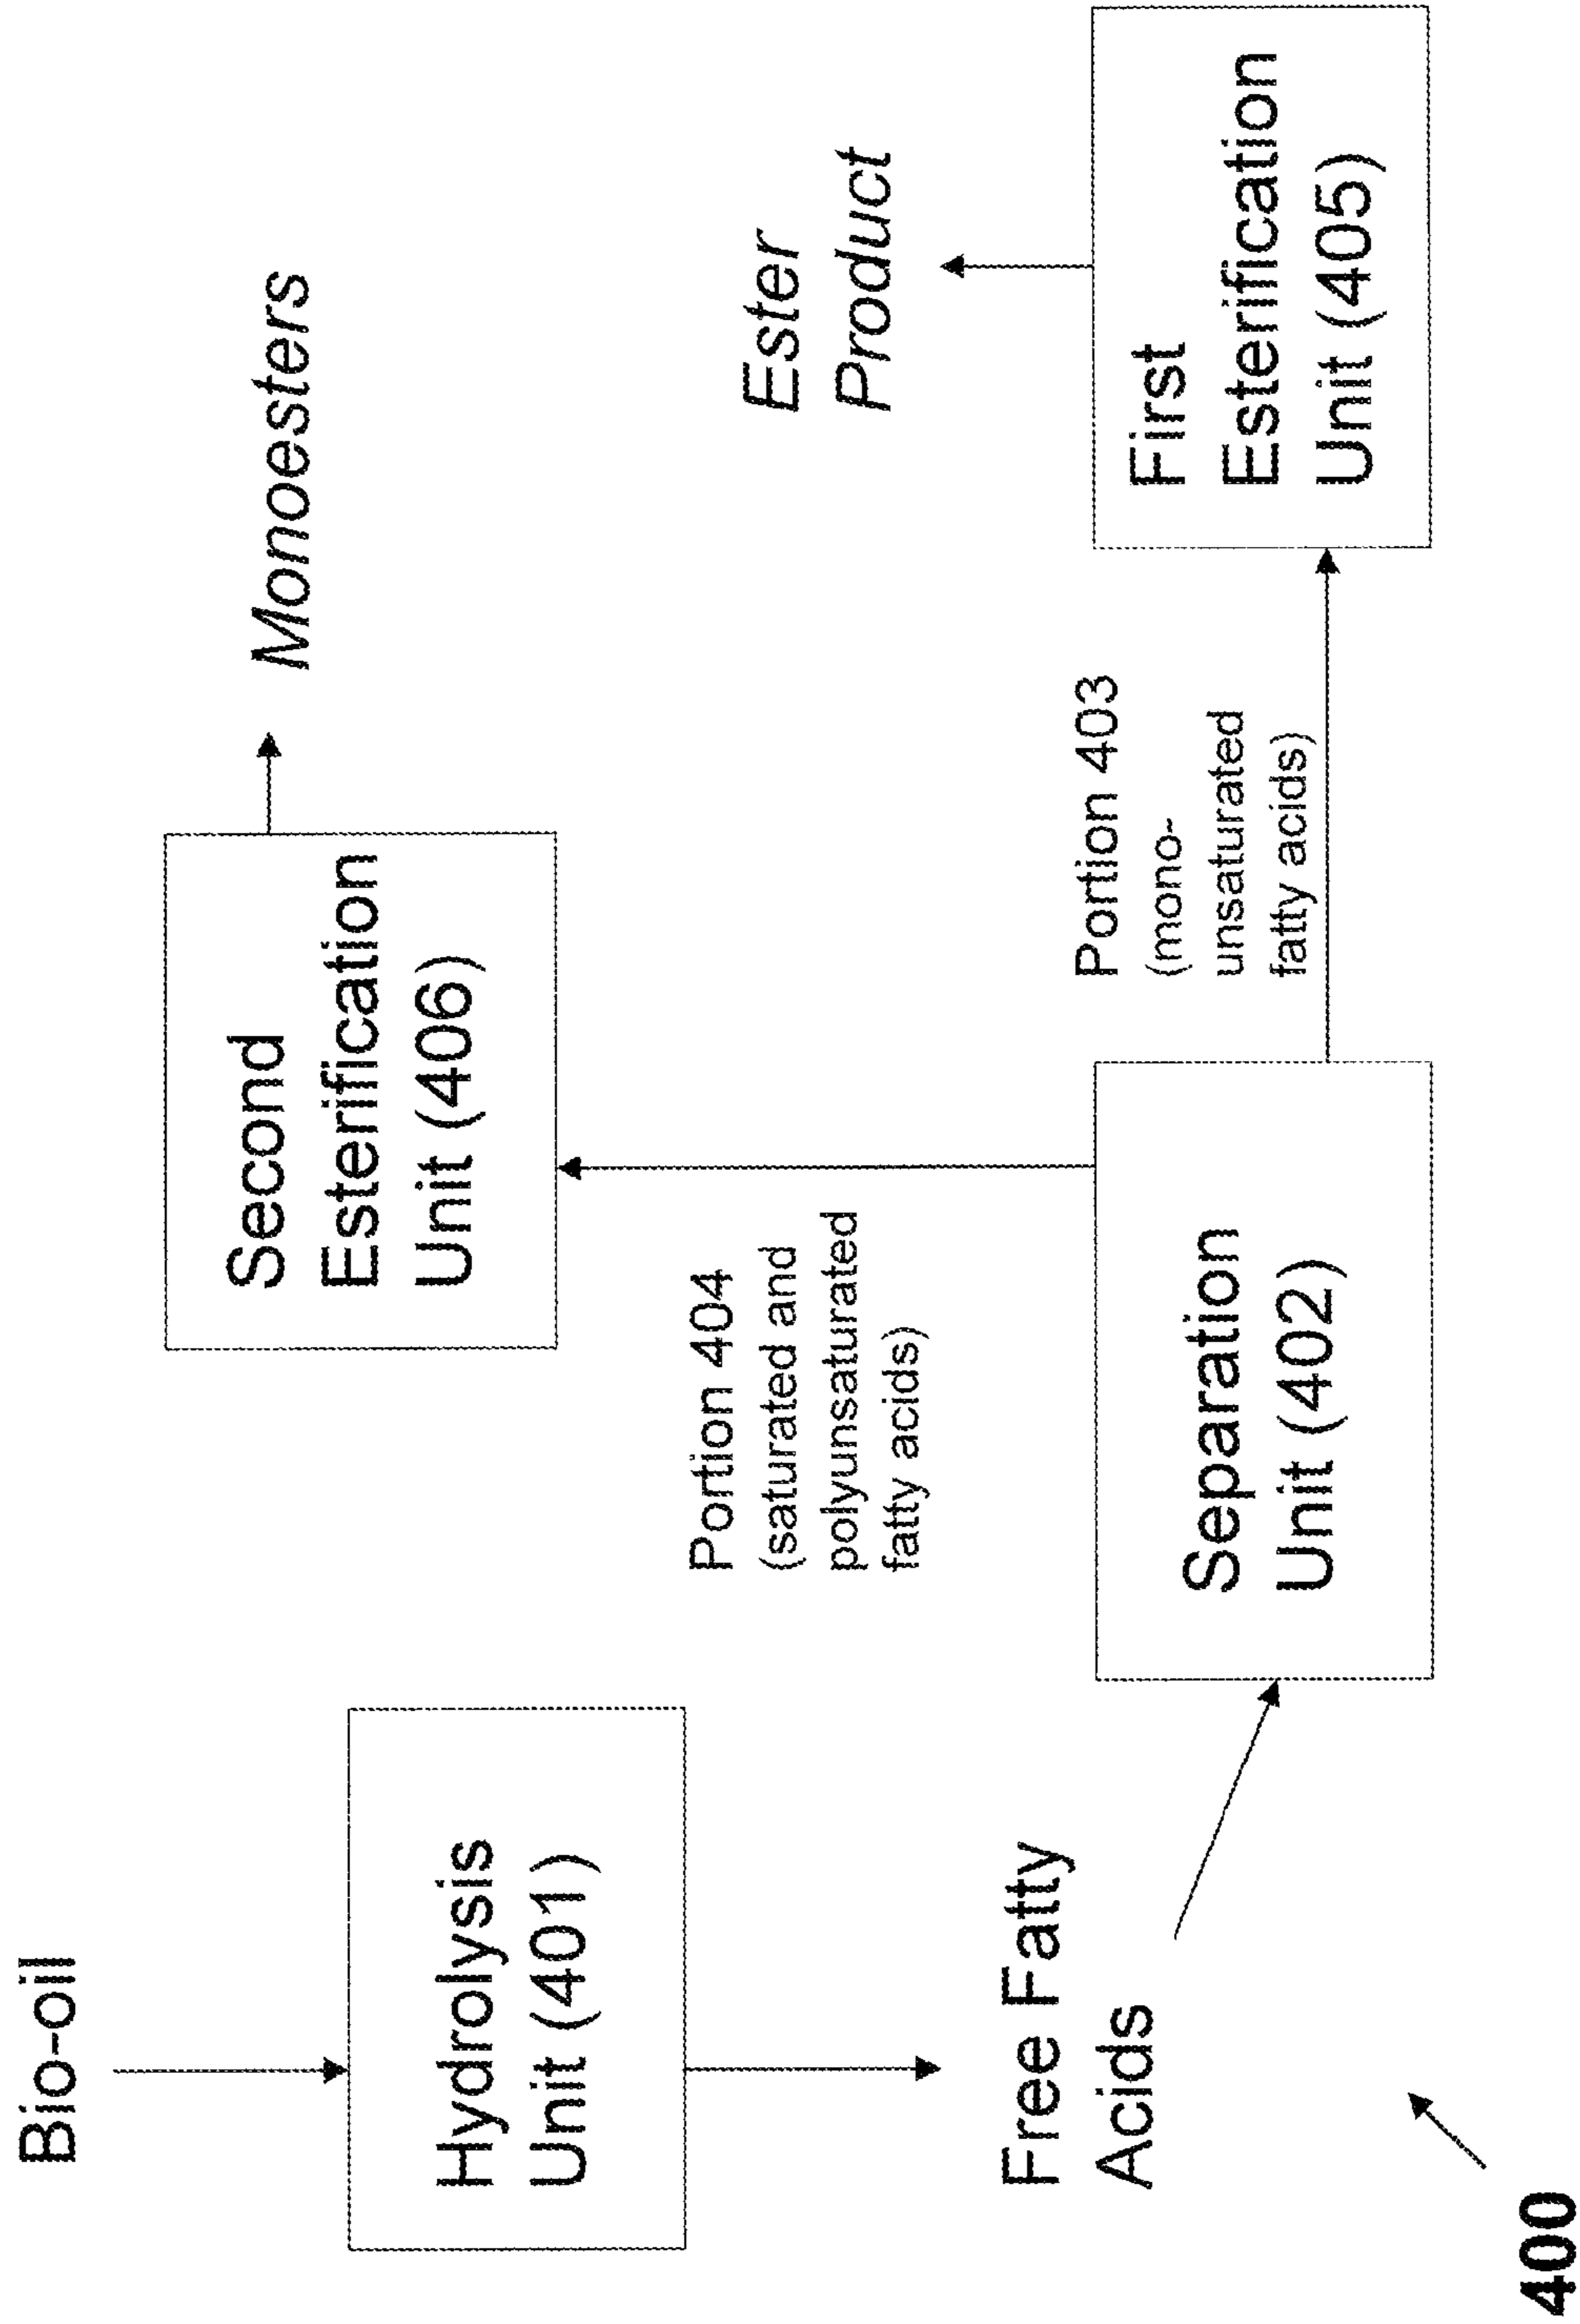 Bio-oil
Hydrolysis
Unit (401)
Free Fatty
Acids
Separation
Unit (402)
Portion 404
(saturated and
polyunsaturated
fatty acids)
Second
Esterification
Unit (406)
Monoesters
Portion 403
(mono-
unsaturated
fatty acids)
First
Esterification
Unit (405)
Ester
Product
400